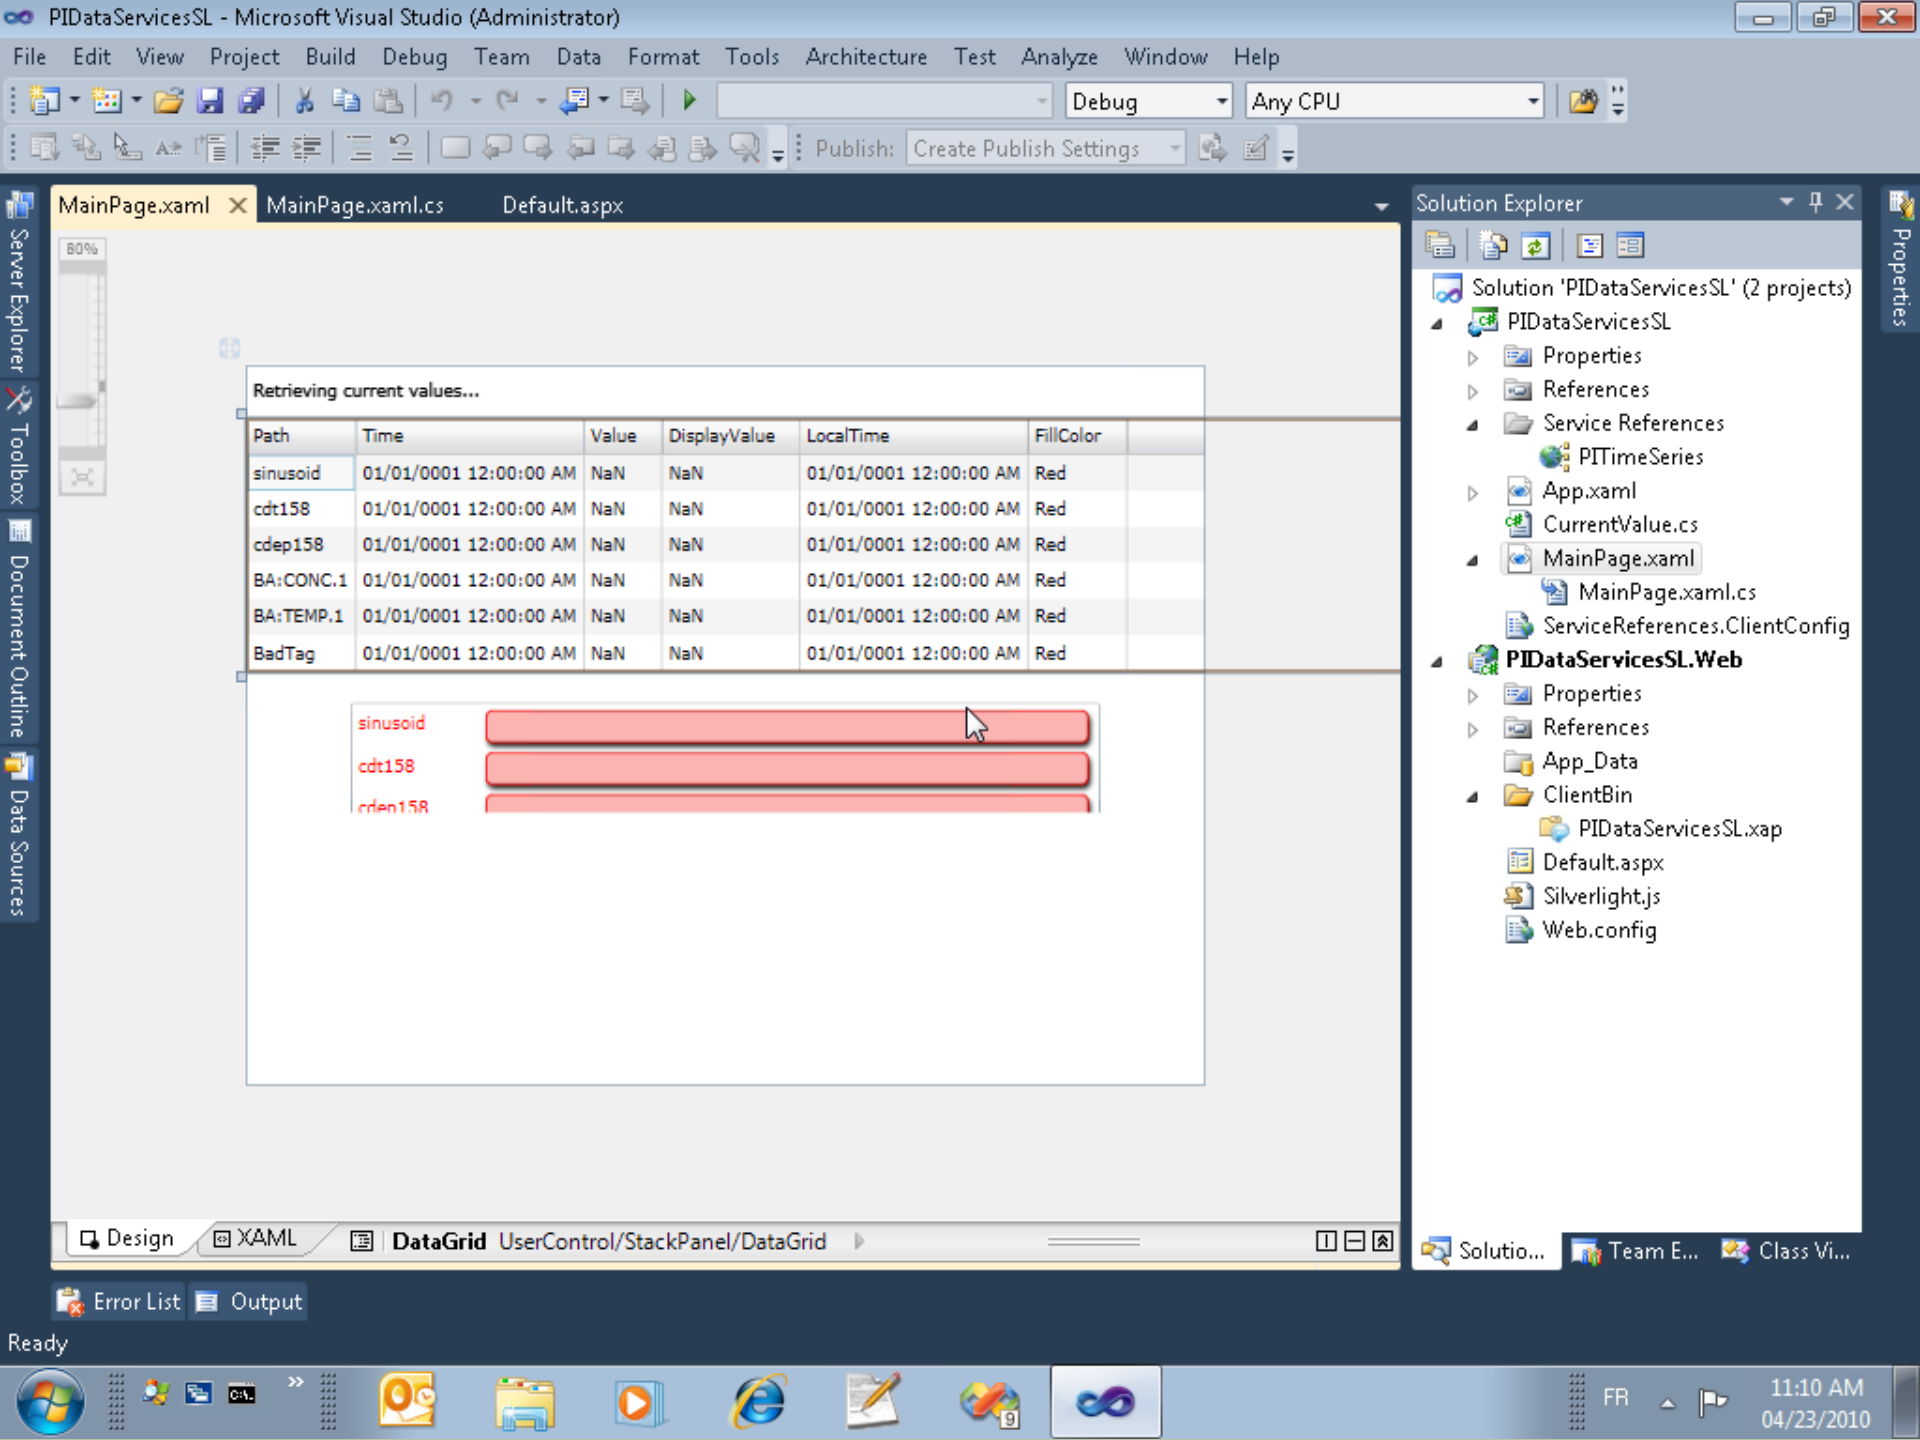 PIDataServicesSL - Microsoft Visual Studio (Administrator)
File Edit View Project Build Debug Team Data Format Tools Architecture Test Analyze Window Help
Debug Any CPU
Publish: Create Publish Settings
MainPage.xaml MainPage.xaml.cs Default.aspx
Server Explorer
Toolbox
Document Outline
Data Sources
80%
Retrieving current values...
Path Time Value DisplayValue LocalTime FillColor
sinusoid 01/01/0001 12:00:00 AM NaN NaN 01/01/0001 12:00:00 AM Red
cdt158 01/01/0001 12:00:00 AM NaN NaN 01/01/0001 12:00:00 AM Red
cdep158 01/01/0001 12:00:00 AM NaN NaN 01/01/0001 12:00:00 AM Red
BA:CONC.1 01/01/0001 12:00:00 AM NaN NaN 01/01/0001 12:00:00 AM Red
BA:TEMP.1 01/01/0001 12:00:00 AM NaN NaN 01/01/0001 12:00:00 AM Red
BadTag 01/01/0001 12:00:00 AM NaN NaN 01/01/0001 12:00:00 AM Red
sinusoid
cdt158
cdep158
Design XAML DataGrid UserControl/StackPanel/DataGrid
Solution Explorer
Solution 'PIDataServicesSL' (2 projects)
PIDataServicesSL
Properties
References
Service References
PITimeSeries
App.xaml
CurrentValue.cs
MainPage.xaml
MainPage.xaml.cs
ServiceReferences.ClientConfig
PIDataServicesSL.Web
Properties
References
App_Data
ClientBin
PIDataServicesSL.xap
Default.aspx
Silverlight.js
Web.config
Solutio... Team E... Class Vi...
Properties
Error List Output
Ready
FR
11:10 AM
04/23/2010